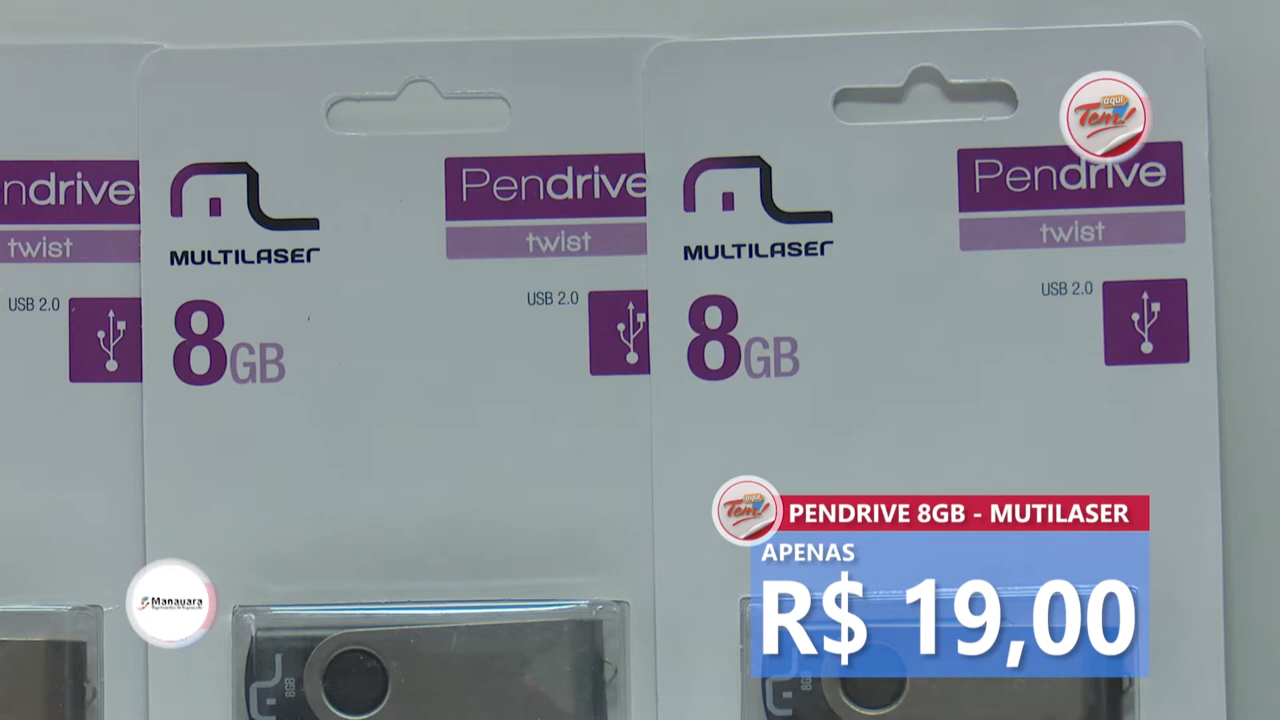 aqui
Tem!
ndrive
twist
USB 2.0
MULTILASER
8GB
Pendrive
twist
USB 2.0
MULTILASER
8GB
Pendrive
twist
USB 2.0
aqui
Tem!
PENDRIVE 8GB - MUTILASER
APENAS
R$ 19,00
Manauara
8GB
8GB